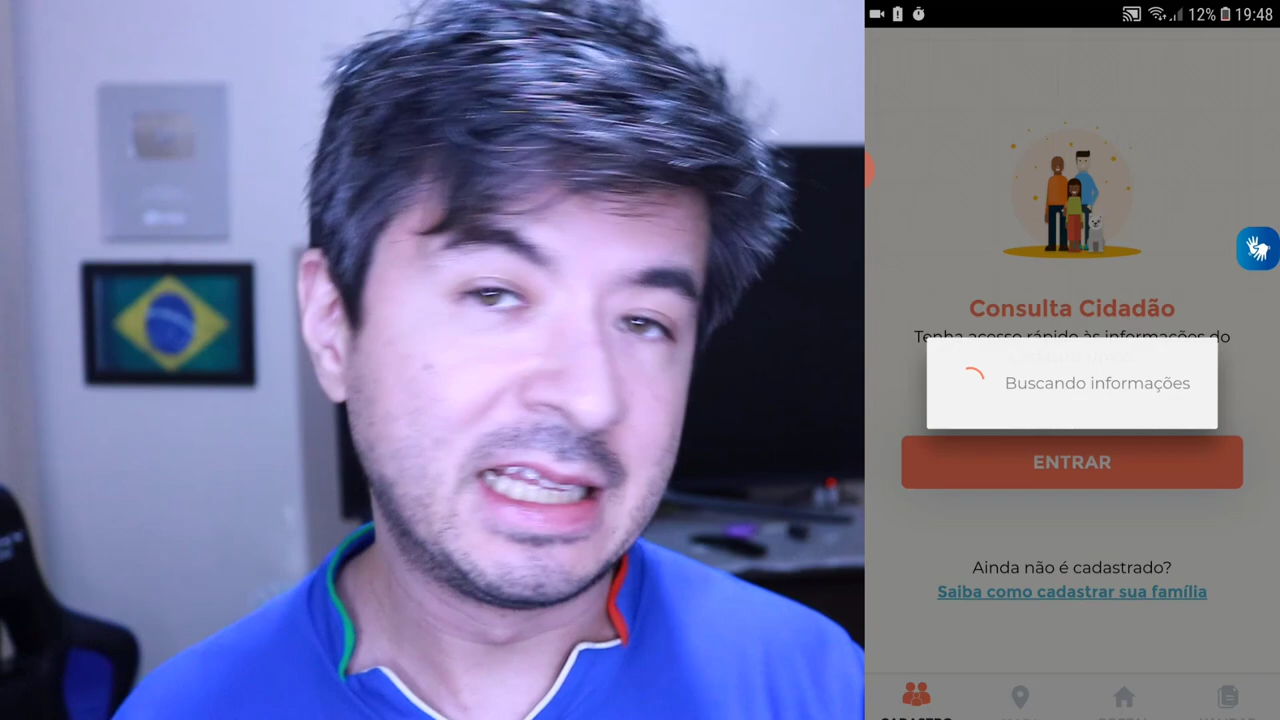 12% 19:48
Consulta Cidadão
Tenha acesso rápido às informações do
Buscando informações
ENTRAR
Ainda não é cadastrado?
Saiba como cadastrar sua família
CADASTRO